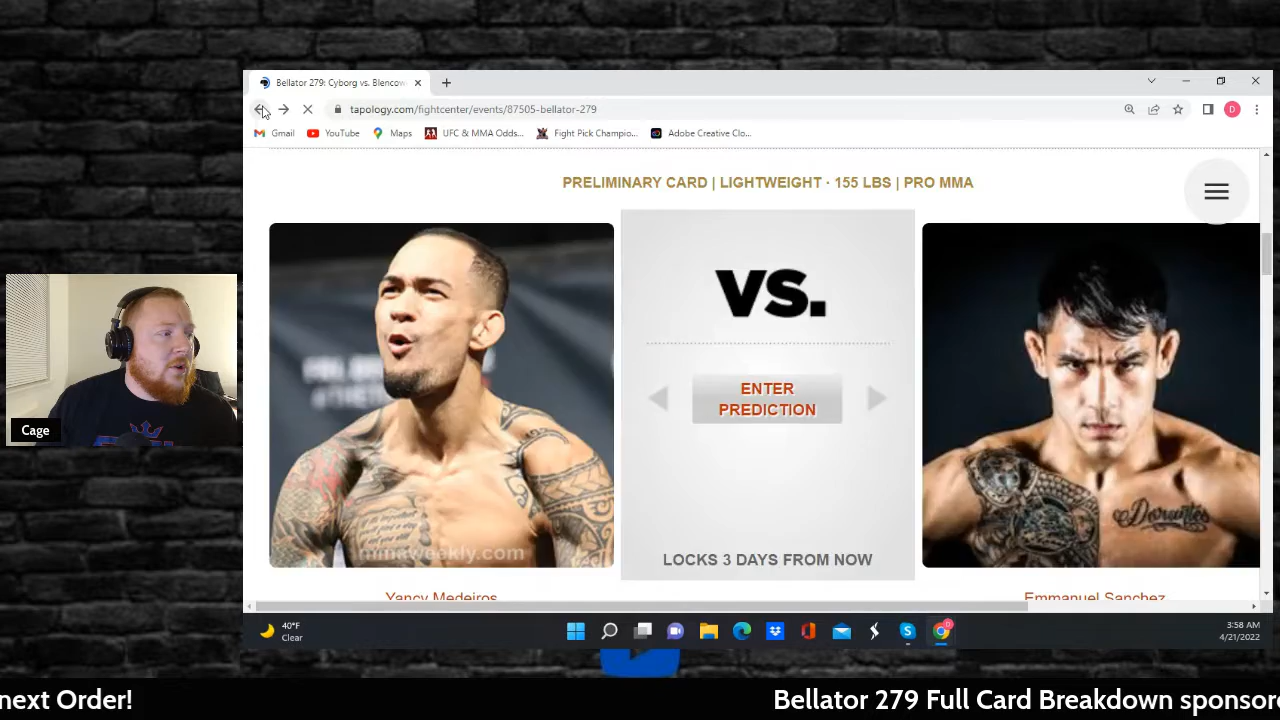 Bellator 279: Cyborg vs. Blencow
tapology.com/fightcenter/events/87505-bellator-279
D
Gmail
YouTube
Maps
UFC & MMA Odds...
Fight Pick Champio...
Adobe Creative Clo...
PRELIMINARY CARD | LIGHTWEIGHT · 155 LBS | PRO MMA
VS.
ENTER
PREDICTION
LOCKS 3 DAYS FROM NOW
mmaweekly.com
Yancy Medeiros
Emmanuel Sanchez
Cage
40°F
Clear
D
3:58 AM
4/21/2022
next Order!
Bellator 279 Full Card Breakdown sponsore